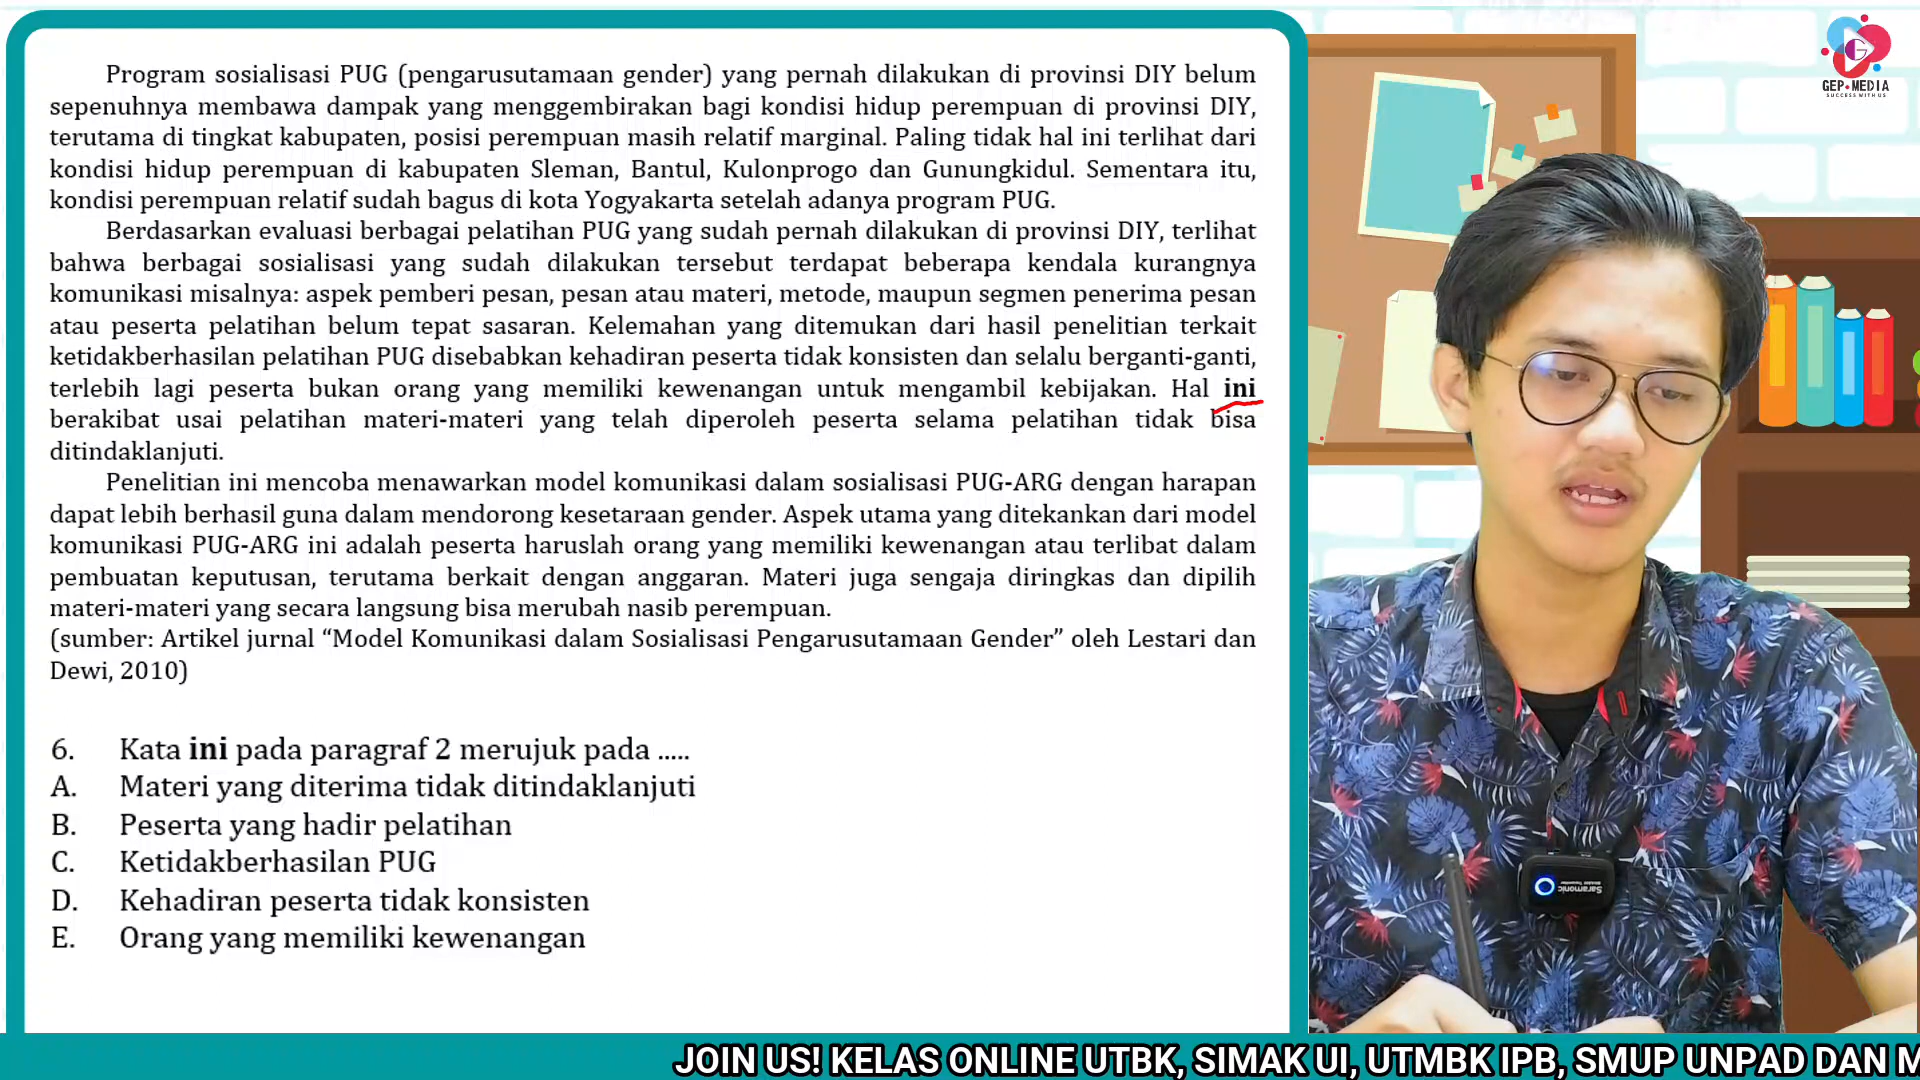 Program sosialisasi PUG (pengarusutamaan gender) yang pernah dilakukan di provinsi DIY belum
sepenuhnya membawa dampak yang menggembirakan bagi kondisi hidup perempuan di provinsi DIY,
terutama di tingkat kabupaten, posisi perempuan masih relatif marginal. Paling tidak hal ini terlihat dari
kondisi hidup perempuan di kabupaten Sleman, Bantul, Kulonprogo dan Gunungkidul. Sementara itu,
kondisi perempuan relatif sudah bagus di kota Yogyakarta setelah adanya program PUG.
Berdasarkan evaluasi berbagai pelatihan PUG yang sudah pernah dilakukan di provinsi DIY, terlihat
bahwa berbagai sosialisasi yang sudah dilakukan tersebut terdapat beberapa kendala kurangnya
komunikasi misalnya: aspek pemberi pesan, pesan atau materi, metode, maupun segmen penerima pesan
atau peserta pelatihan belum tepat sasaran. Kelemahan yang ditemukan dari hasil penelitian terkait
ketidakberhasilan pelatihan PUG disebabkan kehadiran peserta tidak konsisten dan selalu berganti-ganti,
terlebih lagi peserta bukan orang yang memiliki kewenangan untuk mengambil kebijakan. Hal ini
berakibat usai pelatihan materi-materi yang telah diperoleh peserta selama pelatihan tidak bisa
ditindaklanjuti.
Penelitian ini mencoba menawarkan model komunikasi dalam sosialisasi PUG-ARG dengan harapan
dapat lebih berhasil guna dalam mendorong kesetaraan gender. Aspek utama yang ditekankan dari model
komunikasi PUG-ARG ini adalah peserta haruslah orang yang memiliki kewenangan atau terlibat dalam
pembuatan keputusan, terutama berkait dengan anggaran. Materi juga sengaja diringkas dan dipilih
materi-materi yang secara langsung bisa merubah nasib perempuan.
(sumber: Artikel jurnal “Model Komunikasi dalam Sosialisasi Pengarusutamaan Gender” oleh Lestari dan
Dewi, 2010)
6. Kata ini pada paragraf 2 merujuk pada .....
A. Materi yang diterima tidak ditindaklanjuti
B. Peserta yang hadir pelatihan
C. Ketidakberhasilan PUG
D. Kehadiran peserta tidak konsisten
E. Orang yang memiliki kewenangan
G
GEP MEDIA
SUCCESS WITH US
Saramonic
JOIN US! KELAS ONLINE UTBK, SIMAK UI, UTMBK IPB, SMUP UNPAD DAN M